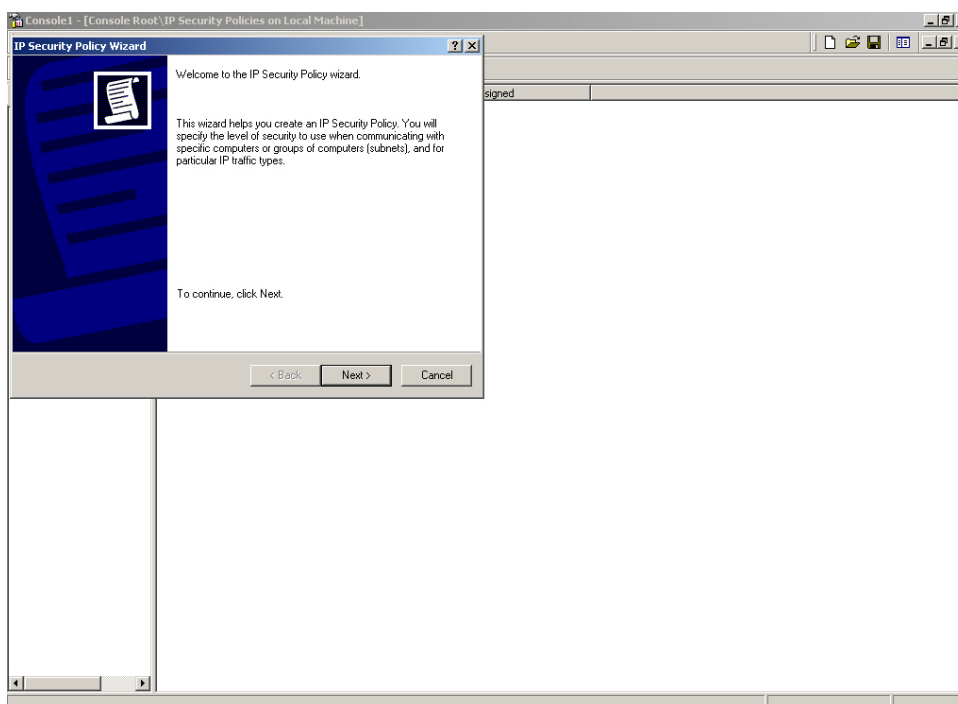 Console1 - [Console Root\IP Security Policies on Local Machine]
IP Security Policy Wizard
Welcome to the IP Security Policy wizard.
signed
This wizard helps you create an IP Security Policy. You will
specify the level of security to use when communicating with
specific computers or groups of computers (subnets), and for
particular IP traffic types.
To continue, click Next.
< Back
Next >
Cancel